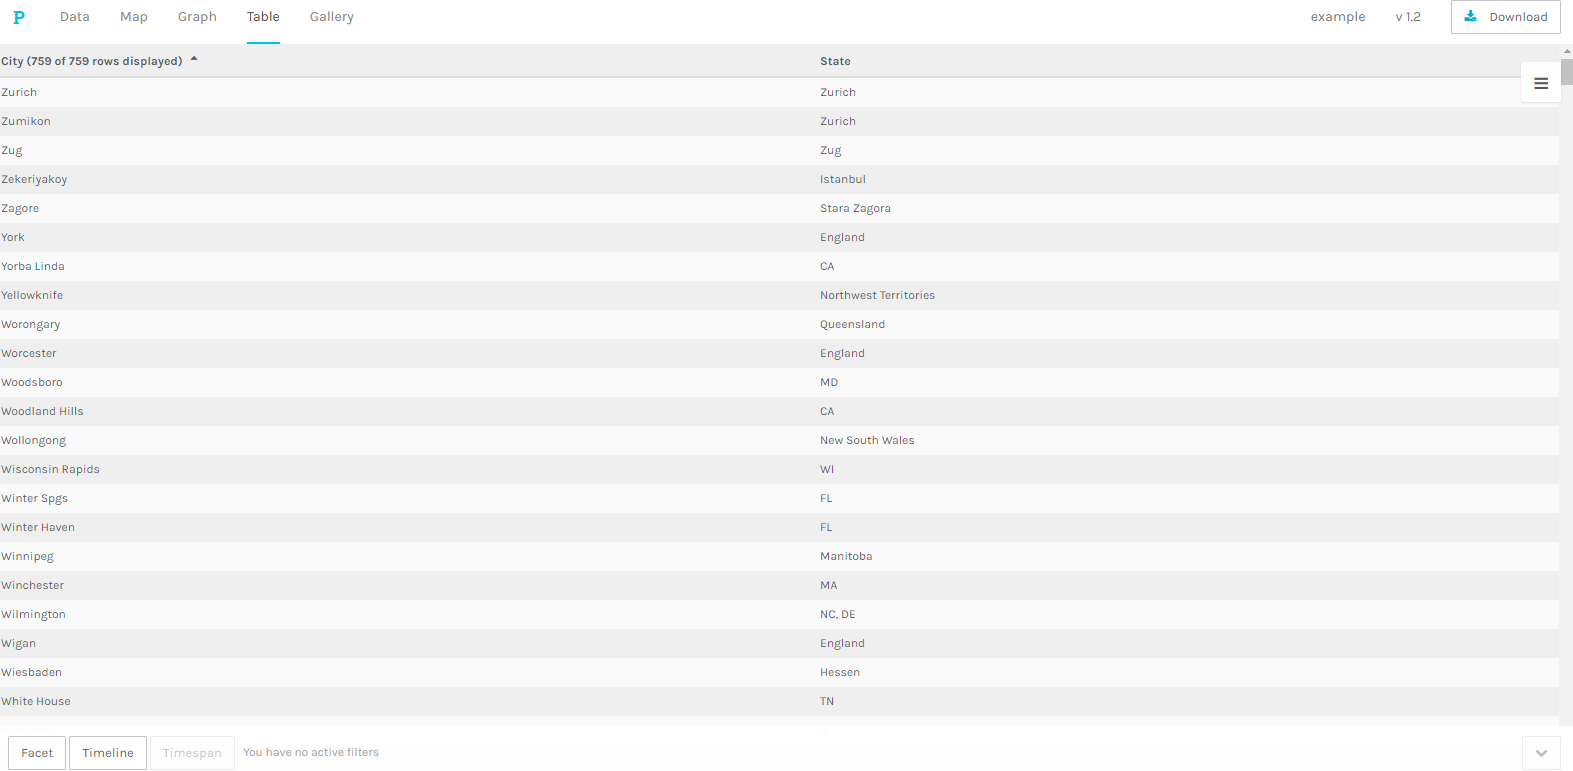 P Data Map Graph Table Gallery example v 1.2 Download
City (759 of 759 rows displayed) State
Zurich Zurich
Zumikon Zurich
Zug Zug
Zekeriyakoy Istanbul
Zagore Stara Zagora
York England
Yorba Linda CA
Yellowknife Northwest Territories
Worongary Queensland
Worcester England
Woodsboro MD
Woodland Hills CA
Wollongong New South Wales
Wisconsin Rapids WI
Winter Spgs FL
Winter Haven FL
Winnipeg Manitoba
Winchester MA
Wilmington NC, DE
Wigan England
Wiesbaden Hessen
White House TN
Facet Timeline Timespan You have no active filters